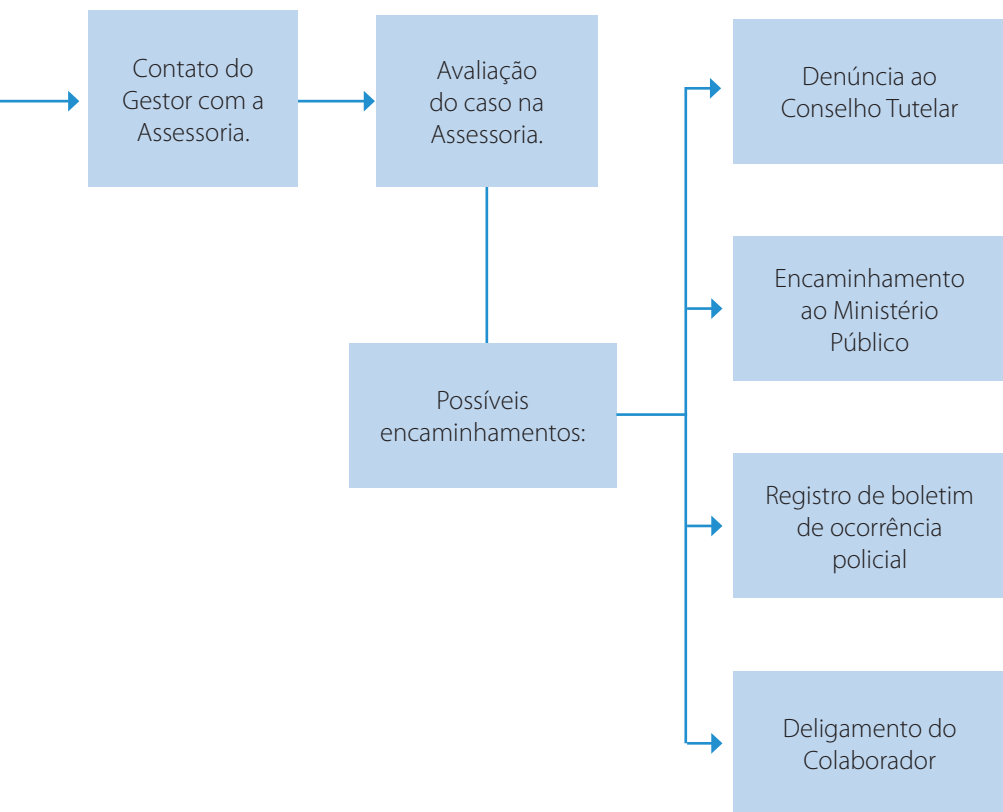 Contato do
Gestor com a
Assessoria.
Avaliação
do caso na
Assessoria.
Possíveis
encaminhamentos:
Denúncia ao
Conselho Tutelar
Encaminhamento
ao Ministério
Público
Registro de boletim
de ocorrência
policial
Deligamento do
Colaborador